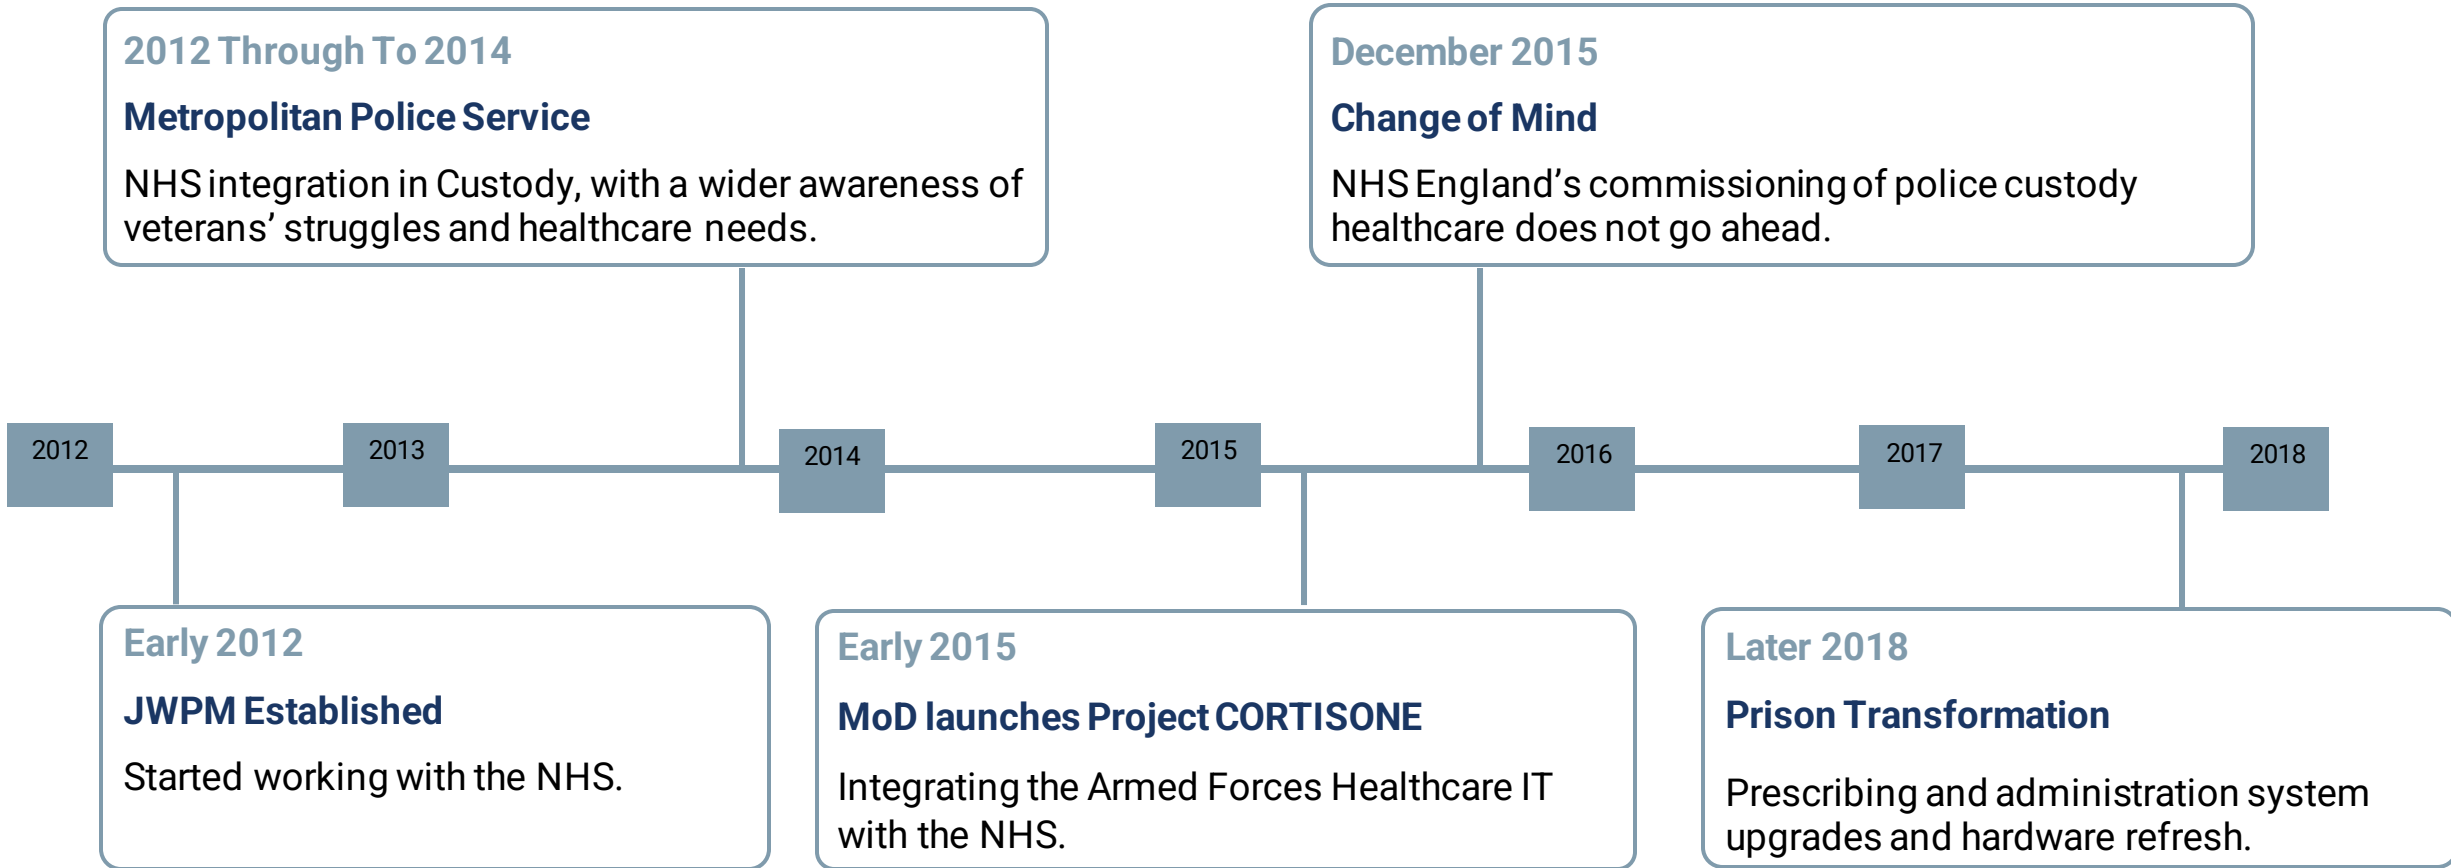 2012 Through To 2014
Metropolitan Police Service
NHS integration in Custody, with a wider awareness of
veterans’ struggles and healthcare needs.
December 2015
Change of Mind
NHS England’s commissioning of police custody
healthcare does not go ahead.
2012
2013
2014
2015
2016
2017
2018
Early 2012
JWPM Established
Started working with the NHS.
Early 2015
MoD launches Project CORTISONE
Integrating the Armed Forces Healthcare IT
with the NHS.
Later 2018
Prison Transformation
Prescribing and administration system
upgrades and hardware refresh.